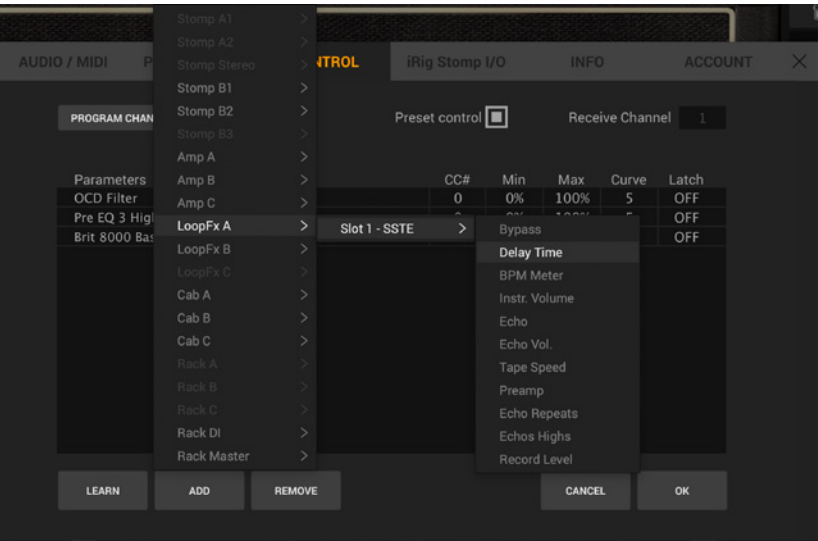 Stomp A1 >
Stomp A2 >
AUDIO / MIDI P Stomp Stereo > NTROL iRig Stomp I/O INFO ACCOUNT
Stomp B1 >
PROGRAM CHAN Stomp B2 > Preset control Receive Channel 1
Stomp B3 >
Amp A >
Parameters Amp B > CC# Min Max Curve Latch
OCD Filter Amp C > 0 0% 100% 5 OFF
Pre EQ 3 Hig LoopFx A > Slot 1 - SSTE > Bypass OFF
Brit 8000 Bas LoopFx B > Delay Time OFF
LoopFx C > BPM Meter
Cab A > Instr. Volume
Cab B > Echo
Cab C > Echo Vol.
Rack A > Tape Speed
Rack B > Preamp
Rack C > Echo Repeats
Rack DI > Echos Highs
Rack Master > Record Level
LEARN ADD REMOVE CANCEL OK